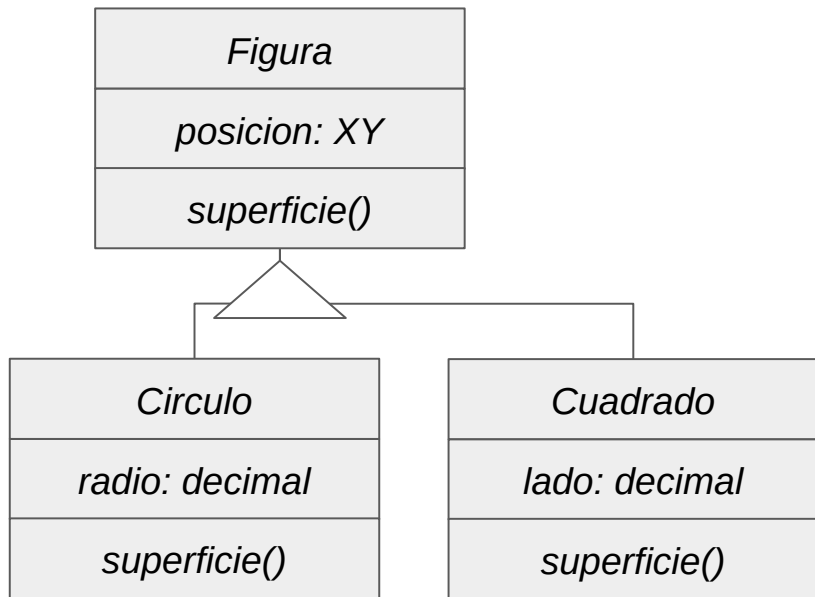 Figura
posicion: XY
superficie()
Circulo
radio: decimal
superficie()
Cuadrado
lado: decimal
superficie()